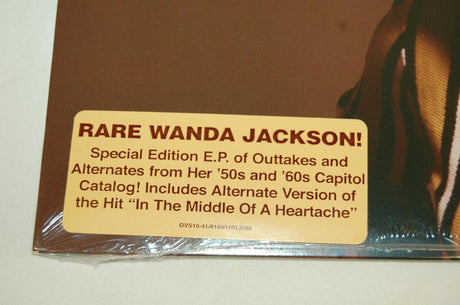 RARE WANDA JACKSON!
Special Edition E.P. of Outtakes and
Alternates from Her ’50s and ’60s Capitol
Catalog! Includes Alternate Version of
the Hit “In The Middle Of A Heartache”